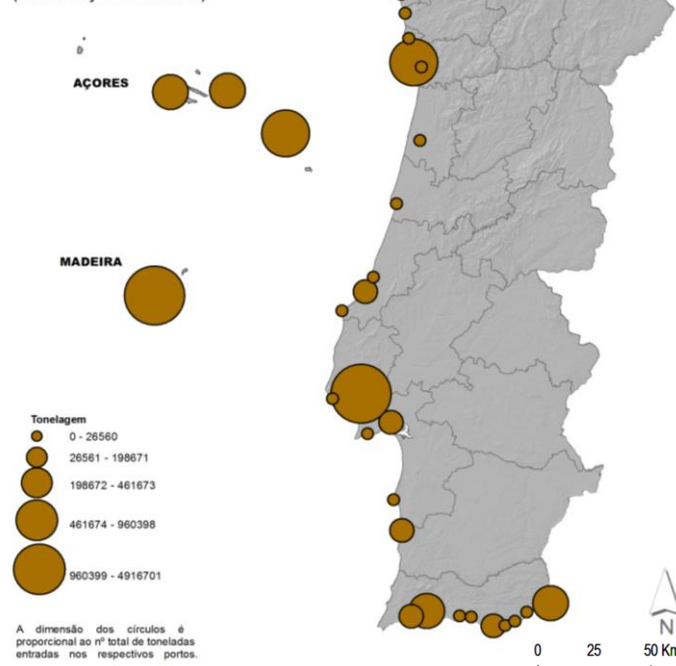 AÇORES
MADEIRA
Tonelagem
0 - 26560
26561 - 198671
198672 - 461673
461674 - 960398
960399 - 4916701
A dimensão dos círculos é
proporcional ao nº total de toneladas
entradas nos respectivos portos.
N
0 25 50 Km